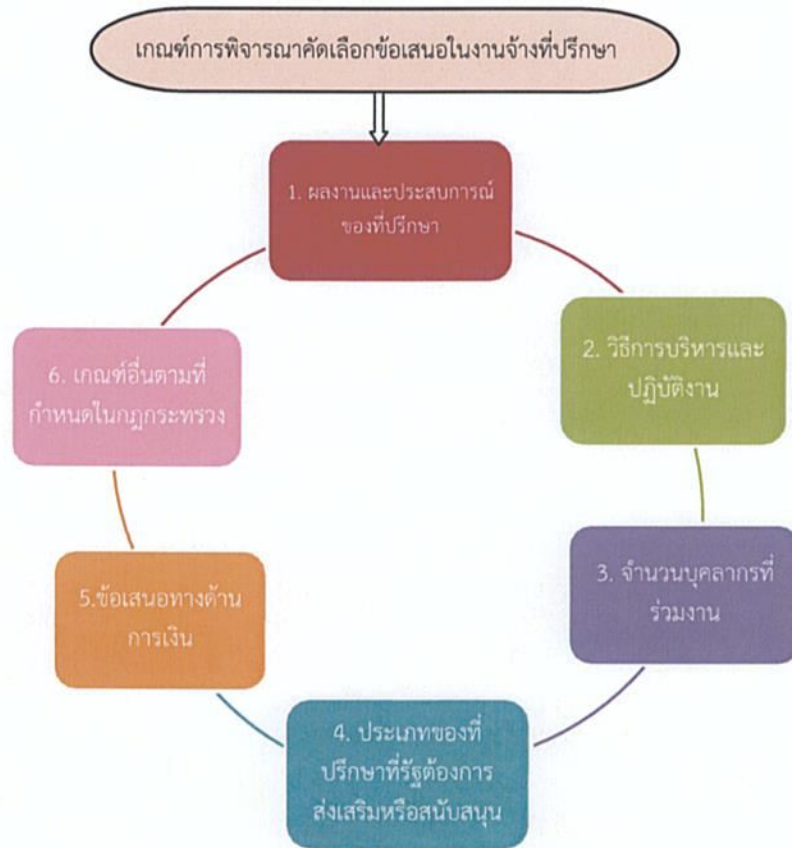 เกณฑ์การพิจารณาคัดเลือกข้อเสนอในงานจ้างที่ปรึกษา
1. ผลงานและประสบการณ์
ของที่ปรึกษา
2. วิธีการบริหารและ
ปฏิบัติงาน
3. จำนวนบุคลากรที่
ร่วมงาน
4. ประเภทของที่
ปรึกษาที่รัฐต้องการ
ส่งเสริมหรือสนับสนุน
5.ข้อเสนอทางด้าน
การเงิน
6. เกณฑ์อื่นตามที่
กำหนดในกฎกระทรวง